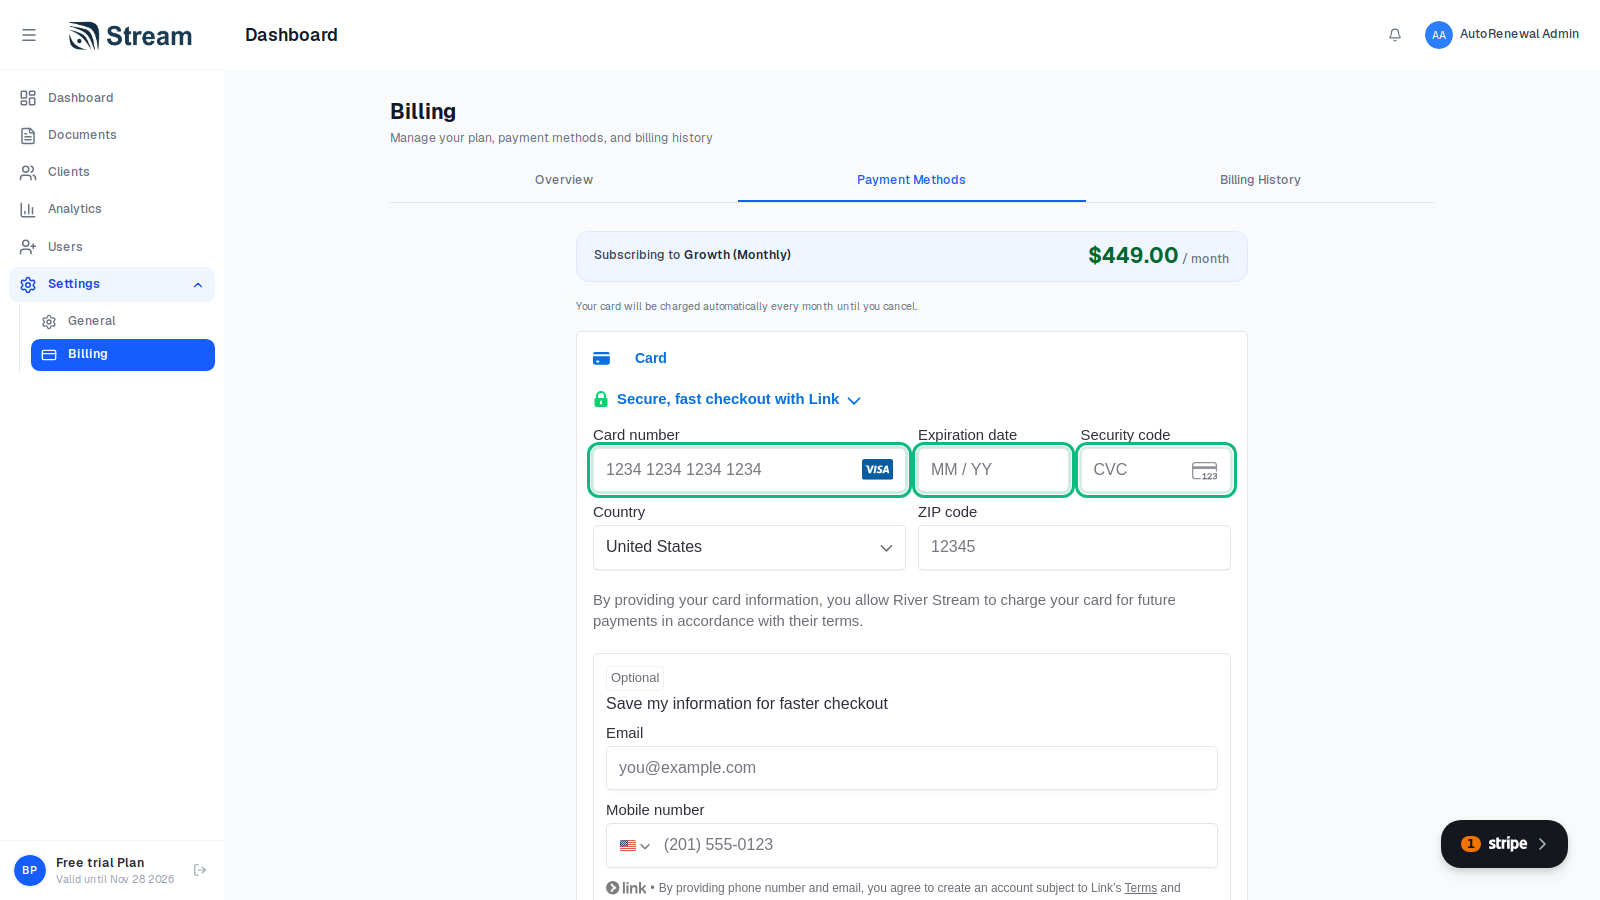 Stream
Dashboard
AA
AutoRenewal Admin
Dashboard
Documents
Clients
Analytics
Users
Settings
General
Billing
Billing
Manage your plan, payment methods, and billing history
Overview
Payment Methods
Billing History
Subscribing to Growth (Monthly)
$449.00 / month
Your card will be charged automatically every month until you cancel.
Card
Secure, fast checkout with Link
Card number
Expiration date
Security code
1234 1234 1234 1234
VISA
MM / YY
CVC
123
Country
ZIP code
United States
12345
By providing your card information, you allow River Stream to charge your card for future
payments in accordance with their terms.
Optional
Save my information for faster checkout
Email
you@example.com
Mobile number
(201) 555-0123
link • By providing phone number and email, you agree to create an account subject to Link's Terms and
1 stripe
BP
Free trial Plan
Valid until Nov 28 2026